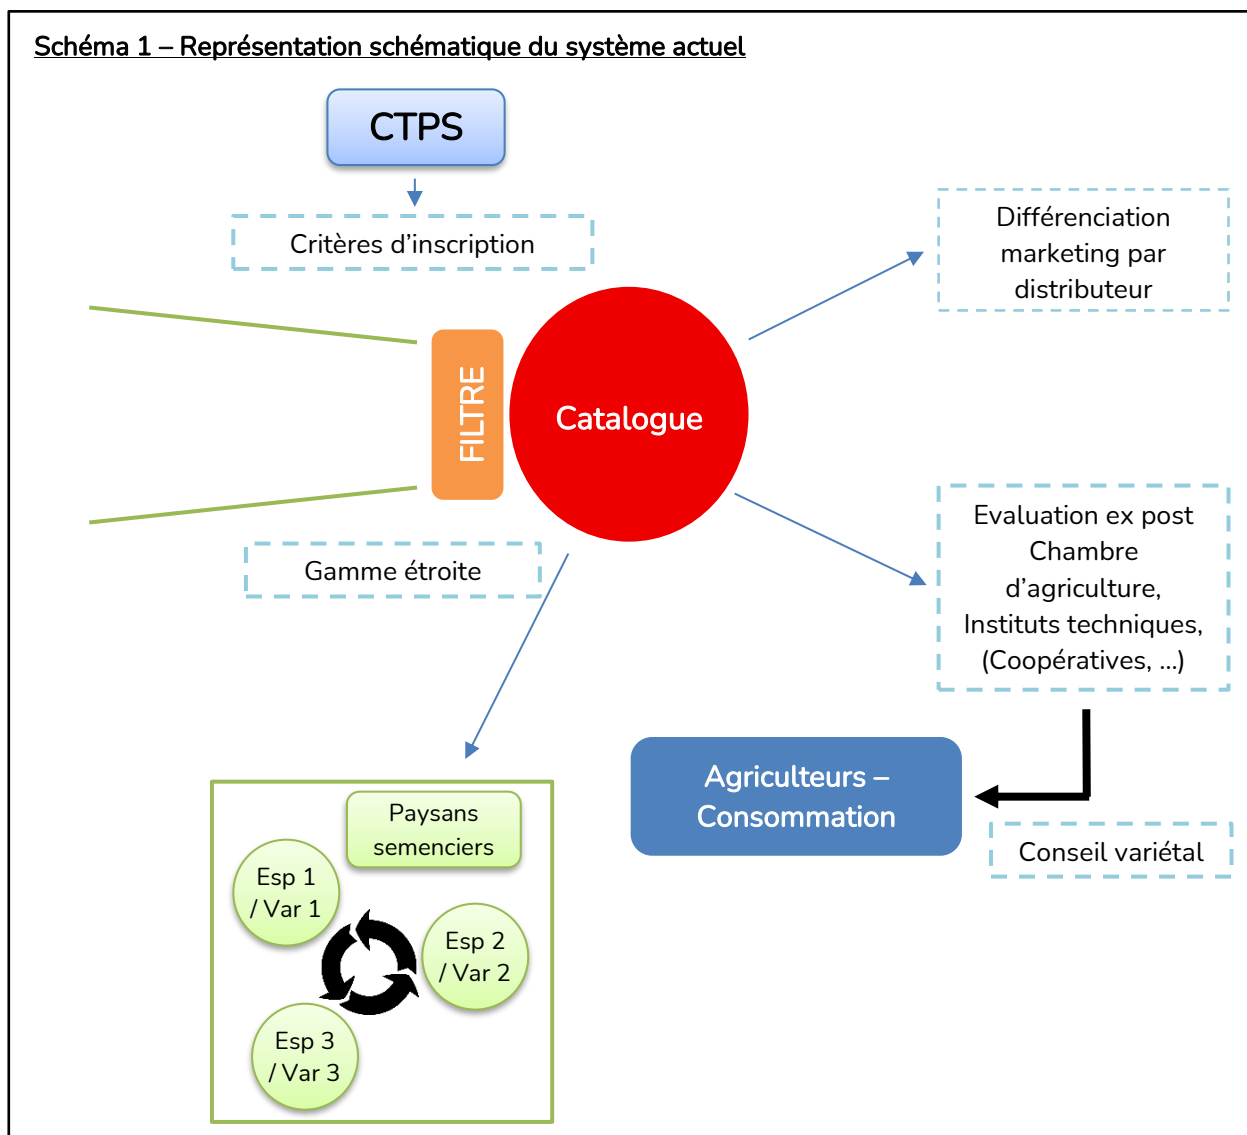 Schéma 1 – Représentation schématique du système actuel
CTPS
Critères d’inscription
Différenciation
marketing par
distributeur
FILTRE
Catalogue
Gamme étroite
Evaluation ex post
Chambre
d’agriculture,
Instituts techniques,
(Coopératives, ...)
Agriculteurs –
Consommation
Conseil variétal
Paysans
semenciers
Esp 1
/ Var 1
Esp 2
/ Var 2
Esp 3
/ Var 3